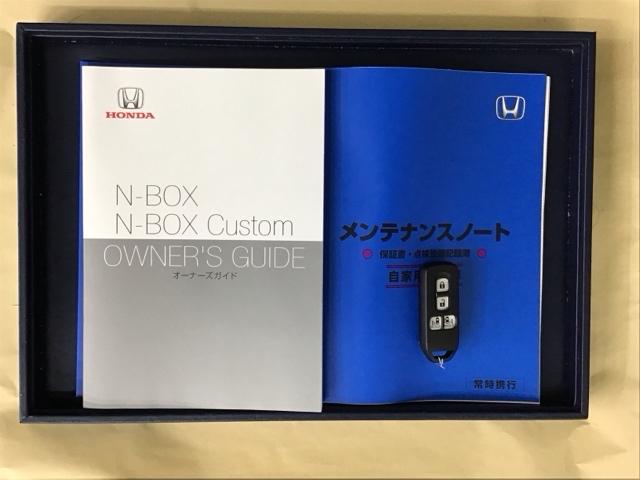 HONDA
N-BOX
N-BOX Custom
OWNER'S GUIDE
オーナーズガイド
メンテナンスノート
保証書・点検整備記録簿
自家用
常時携行